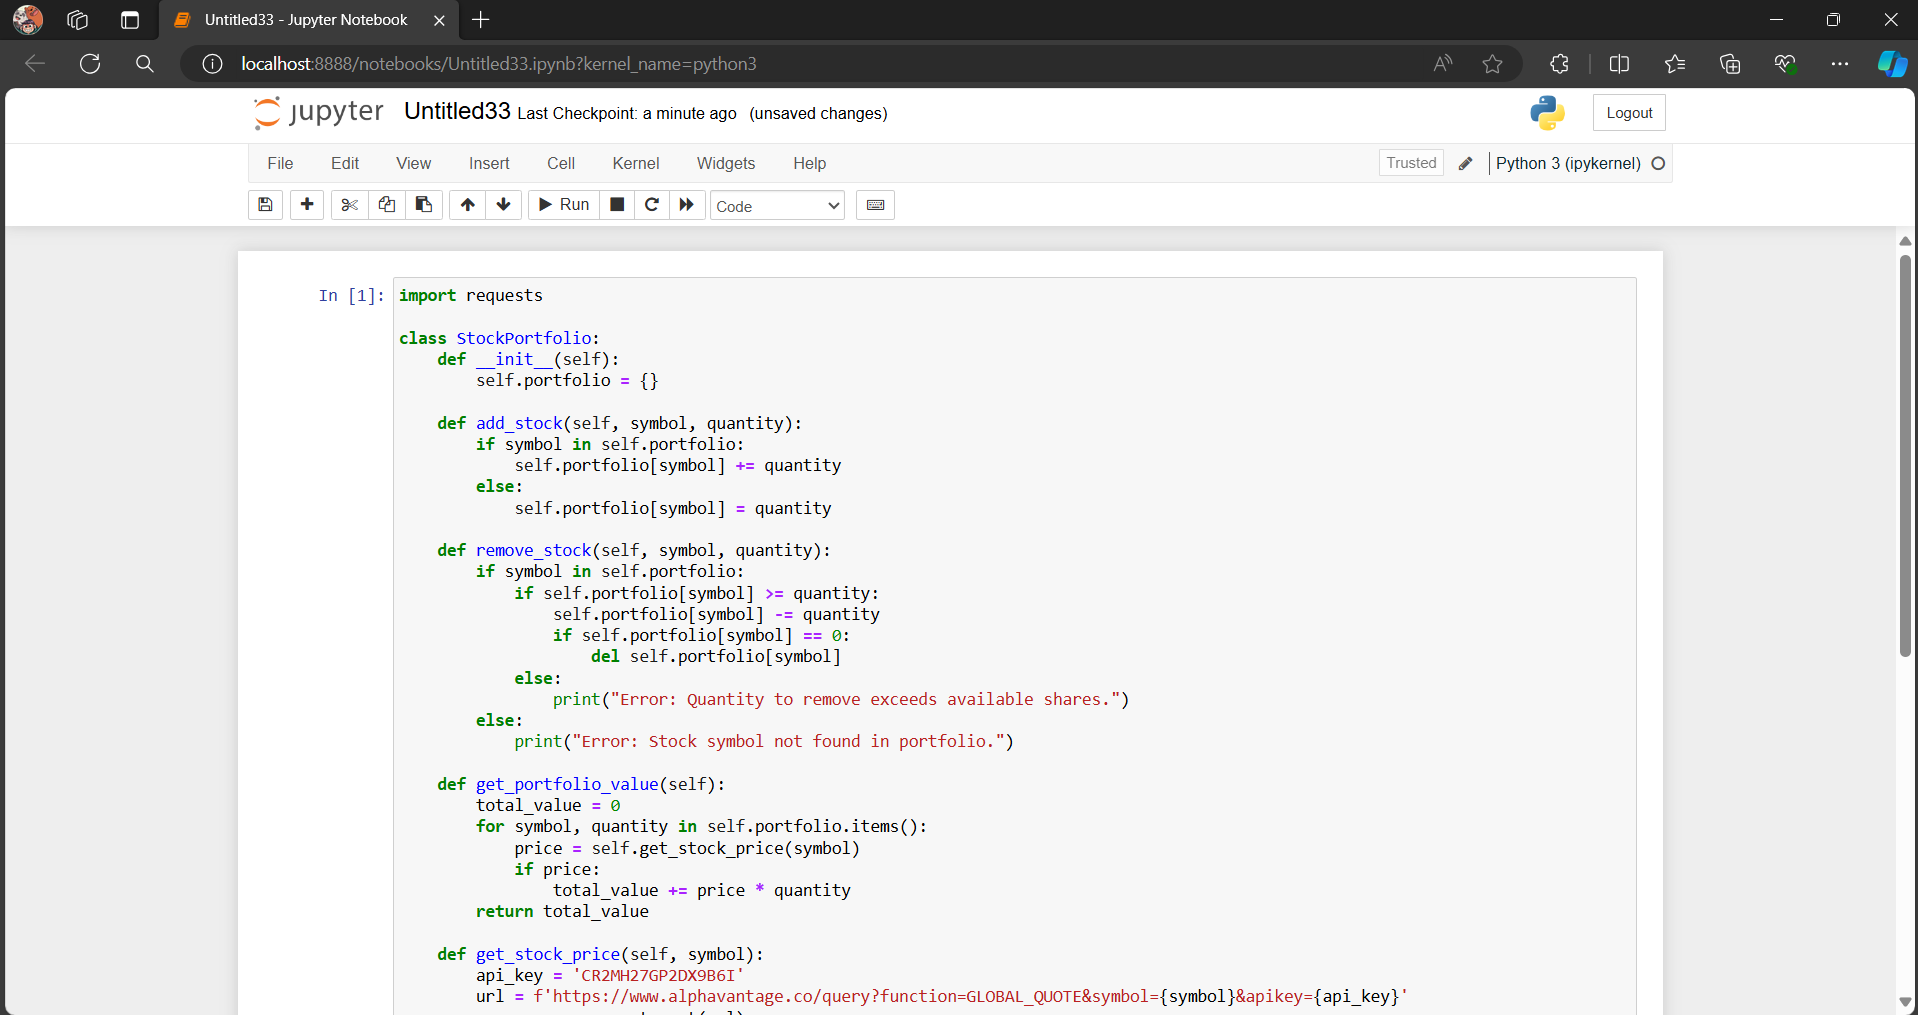 Untitled33 - Jupyter Notebook
localhost:8888/notebooks/Untitled33.ipynb?kernel_name=python3
jupyter Untitled33 Last Checkpoint: a minute ago (unsaved changes)
Logout
File Edit View Insert Cell Kernel Widgets Help
Trusted Python 3 (ipykernel)
Run Code
In [1]: import requests
class StockPortfolio:
    def __init__(self):
        self.portfolio = {}
    def add_stock(self, symbol, quantity):
        if symbol in self.portfolio:
            self.portfolio[symbol] += quantity
        else:
            self.portfolio[symbol] = quantity
    def remove_stock(self, symbol, quantity):
        if symbol in self.portfolio:
            if self.portfolio[symbol] >= quantity:
                self.portfolio[symbol] -= quantity
                if self.portfolio[symbol] == 0:
                    del self.portfolio[symbol]
            else:
                print("Error: Quantity to remove exceeds available shares.")
        else:
            print("Error: Stock symbol not found in portfolio.")
    def get_portfolio_value(self):
        total_value = 0
        for symbol, quantity in self.portfolio.items():
            price = self.get_stock_price(symbol)
            if price:
                total_value += price * quantity
        return total_value
    def get_stock_price(self, symbol):
        api_key = 'CR2MH27GP2DX9B6I'
        url = f'https://www.alphavantage.co/query?function=GLOBAL_QUOTE&symbol={symbol}&apikey={api_key}'